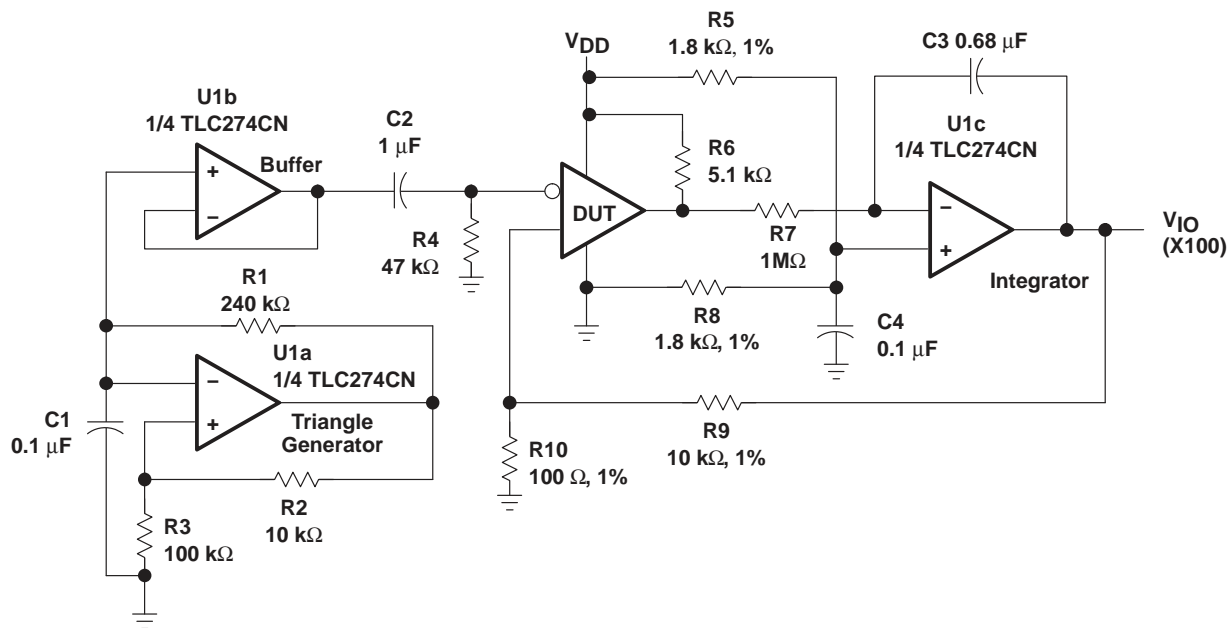 U1b
1/4 TLC274CN
Buffer
+
−
C2
1 μF
R4
47 kΩ
R1
240 kΩ
U1a
1/4 TLC274CN
−
+
Triangle
Generator
C1
0.1 μF
R2
10 kΩ
R3
100 kΩ
VDD
R5
1.8 kΩ, 1%
R6
5.1 kΩ
DUT
R7
1MΩ
R8
1.8 kΩ, 1%
C3 0.68 μF
U1c
1/4 TLC274CN
−
+
Integrator
VIO
(X100)
C4
0.1 μF
R9
10 kΩ, 1%
R10
100 Ω, 1%